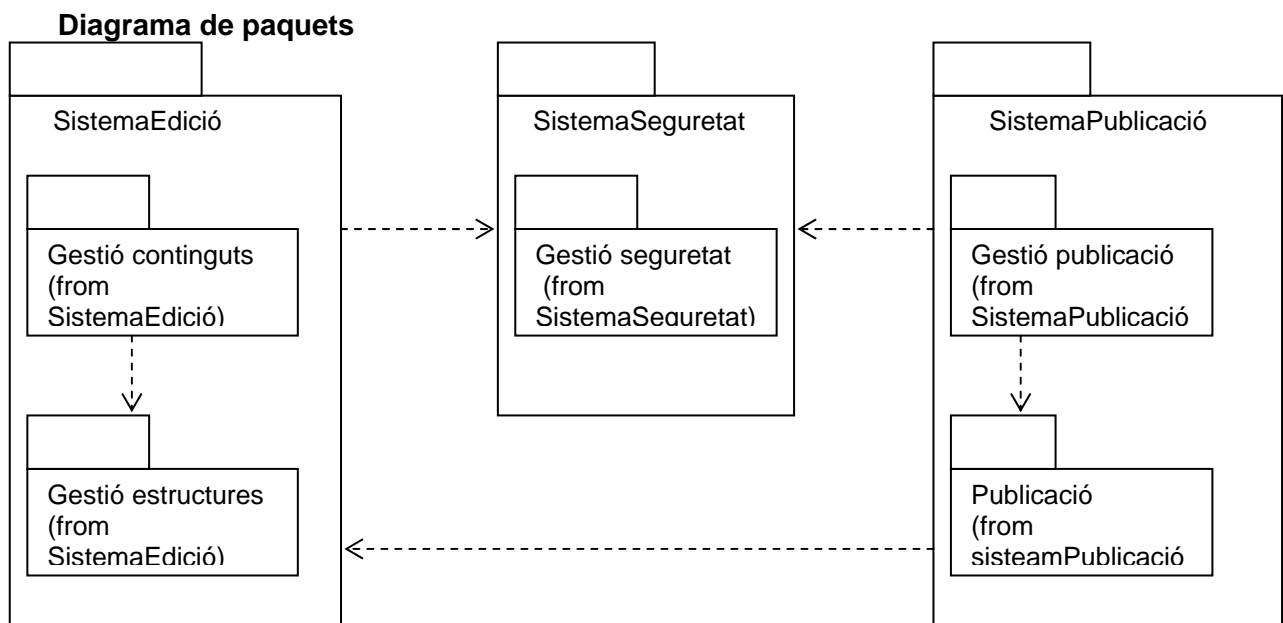 Diagrama de paquets
SistemaEdició
Gestió continguts
(from
SistemaEdició)
Gestió estructures
(from
SistemaEdició)
SistemaSeguretat
Gestió seguretat
(from
SistemaSeguretat)
SistemaPublicació
Gestió publicació
(from
SistemaPublicació
Publicació
(from
sisteamPublicació